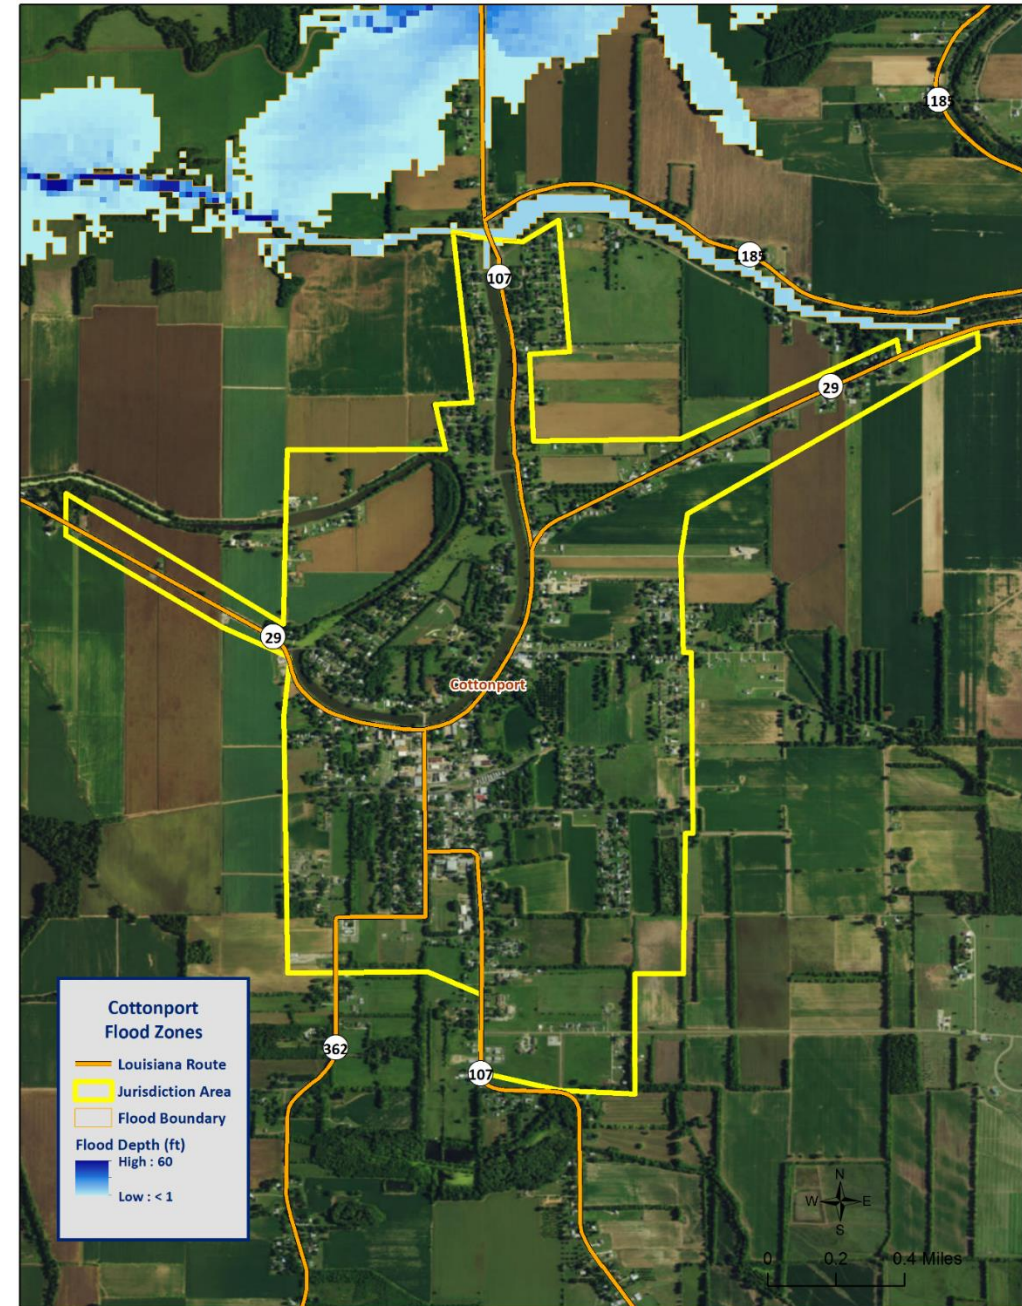 1185
107
185
29
29
Cottonport
362
107
Cottonport
Flood Zones
Louisiana Route
Jurisdiction Area
Flood Boundary
Flood Depth (ft)
High : 60
Low : < 1
N
W
E
S
0
0.2
0.4 Miles